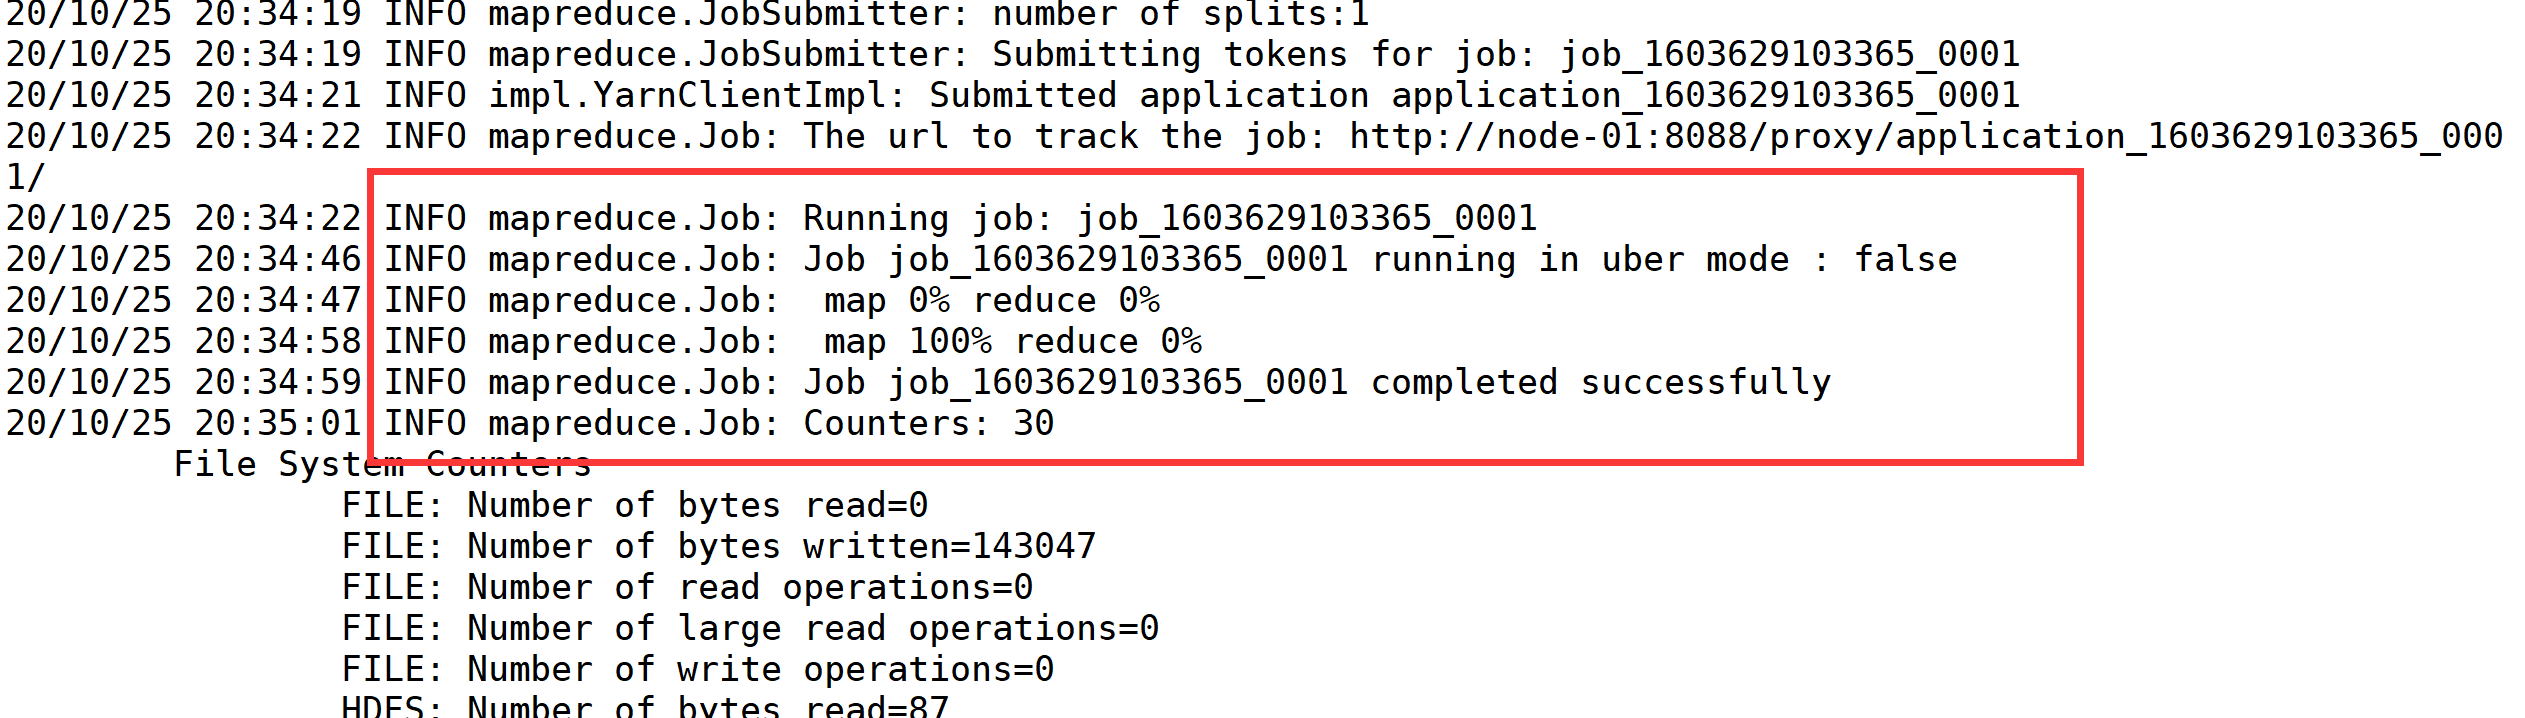 20/10/25 20:34:19 INFO mapreduce.JobSubmitter: number of splits:1
20/10/25 20:34:19 INFO mapreduce.JobSubmitter: Submitting tokens for job: job_1603629103365_0001
20/10/25 20:34:21 INFO impl.YarnClientImpl: Submitted application application_1603629103365_0001
20/10/25 20:34:22 INFO mapreduce.Job: The url to track the job: http://node-01:8088/proxy/application_1603629103365_000
1/
20/10/25 20:34:22 INFO mapreduce.Job: Running job: job_1603629103365_0001
20/10/25 20:34:46 INFO mapreduce.Job: Job job_1603629103365_0001 running in uber mode : false
20/10/25 20:34:47 INFO mapreduce.Job:  map 0% reduce 0%
20/10/25 20:34:58 INFO mapreduce.Job:  map 100% reduce 0%
20/10/25 20:34:59 INFO mapreduce.Job: Job job_1603629103365_0001 completed successfully
20/10/25 20:35:01 INFO mapreduce.Job: Counters: 30
File System Counters
FILE: Number of bytes read=0
FILE: Number of bytes written=143047
FILE: Number of read operations=0
FILE: Number of large read operations=0
FILE: Number of write operations=0
HDFS: Number of bytes read=87